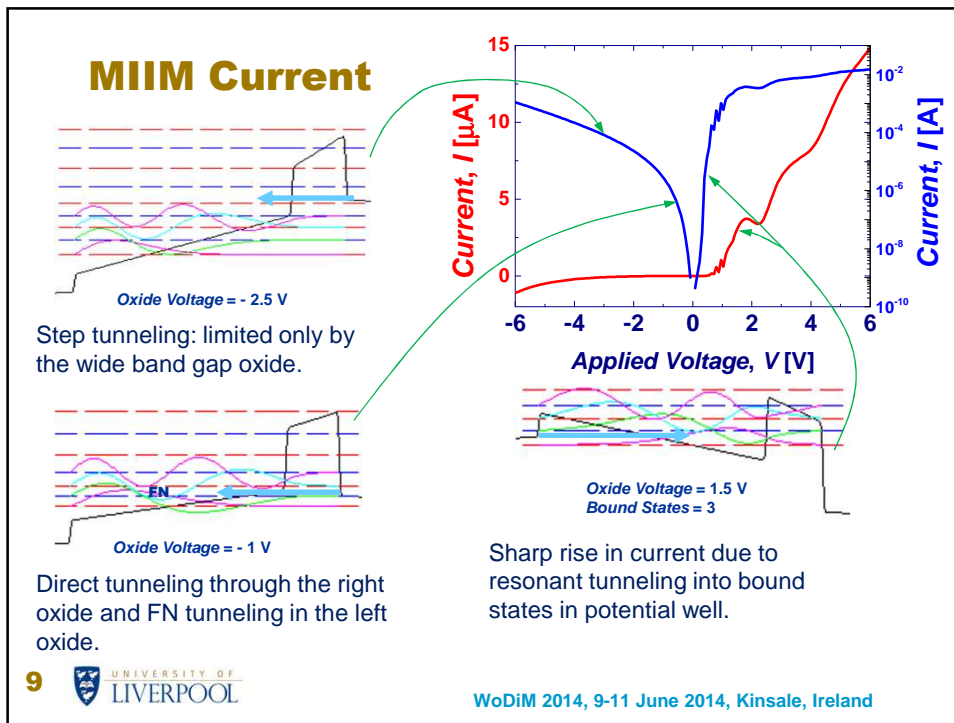 MIIM Current
Oxide Voltage = - 2.5 V
Step tunneling: limited only by
the wide band gap oxide.
FN
Oxide Voltage = - 1 V
Direct tunneling through the right
oxide and FN tunneling in the left
oxide.
15
10
5
0
Current, I [µA]
-6 -4 -2 0 2 4 6
Applied Voltage, V [V]
10⁻²
10⁻⁴
10⁻⁶
10⁻⁸
10⁻¹⁰
Current, I [A]
Oxide Voltage = 1.5 V
Bound States = 3
Sharp rise in current due to
resonant tunneling into bound
states in potential well.
9
UNIVERSITY OF
LIVERPOOL
WoDiM 2014, 9-11 June 2014, Kinsale, Ireland